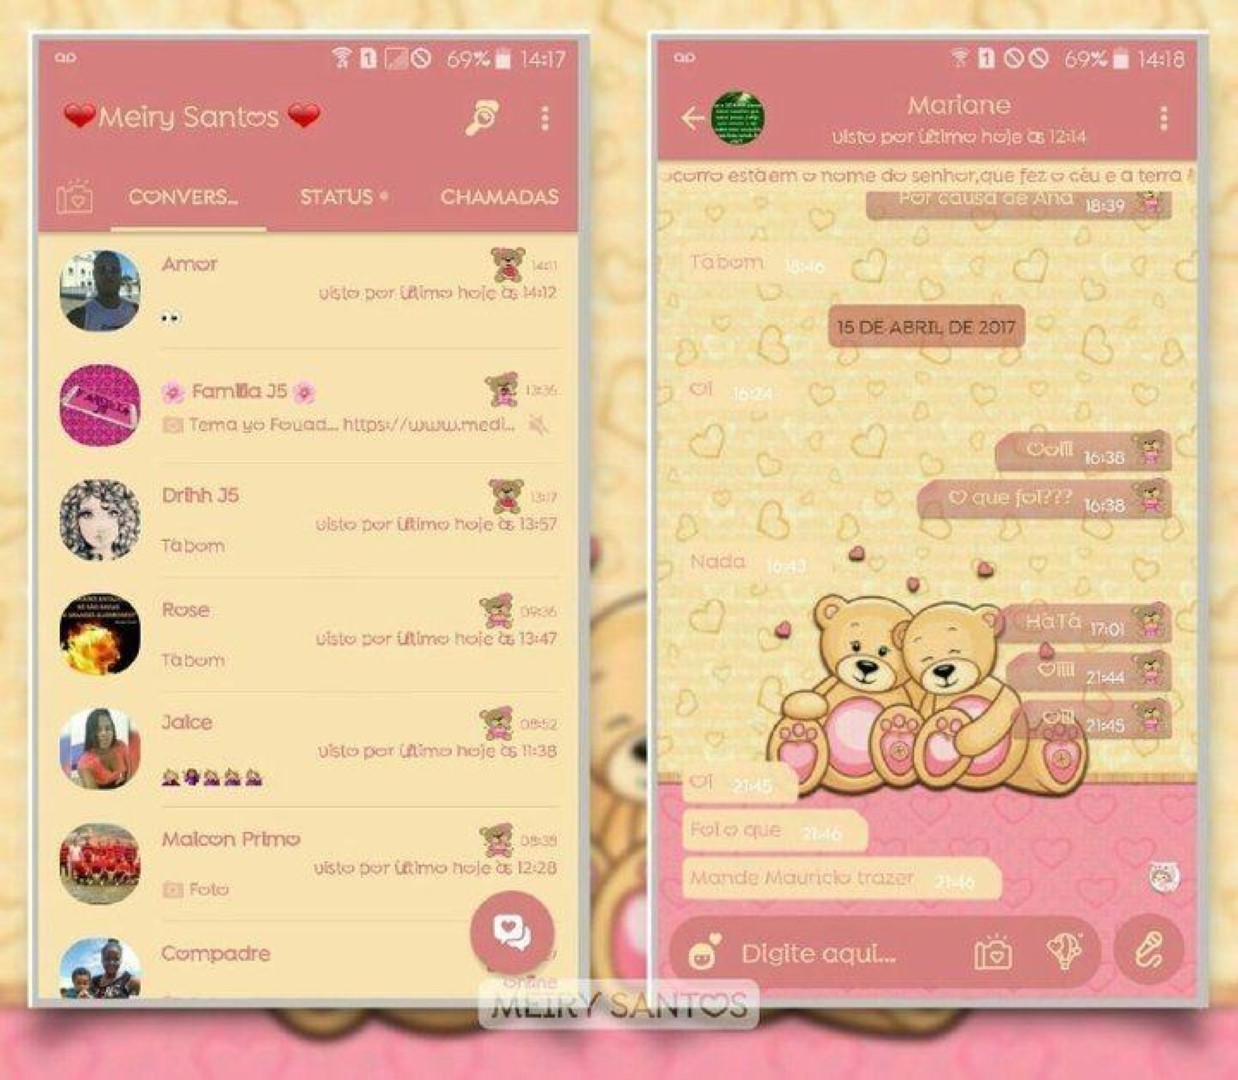 69% 14:17
❤Meiry Santos ❤
CONVERS...
STATUS
CHAMADAS
Amor
14:11
visto por último hoje às 14:12
👀
🌸 Família J5 🌸
13:36
Tema yo Fouad... https://www.medi...
Drihh J5
13:17
visto por último hoje às 13:57
Tá bom
Rose
09:36
visto por último hoje às 13:47
Tá bom
Jaice
08:52
visto por último hoje às 11:38
Maicon Primo
08:38
visto por último hoje às 12:28
Foto
Compadre
online
69% 14:18
Mariane
visto por último hoje às 12:14
ocorro està em o nome do senhor,que fez o céu e a terra
Por causa de Ana 18:39
Tá bom 18:46
15 DE ABRIL DE 2017
Oi 16:24
Ooiii 16:38
O que foi??? 16:38
Nada 16:43
Ha Tá 17:01
Oiiii 21:44
Oiii 21:45
Oi 21:45
Foi o que 21:46
Mande Mauricio trazer 21:46
Digite aqui...
MEIRY SANTOS